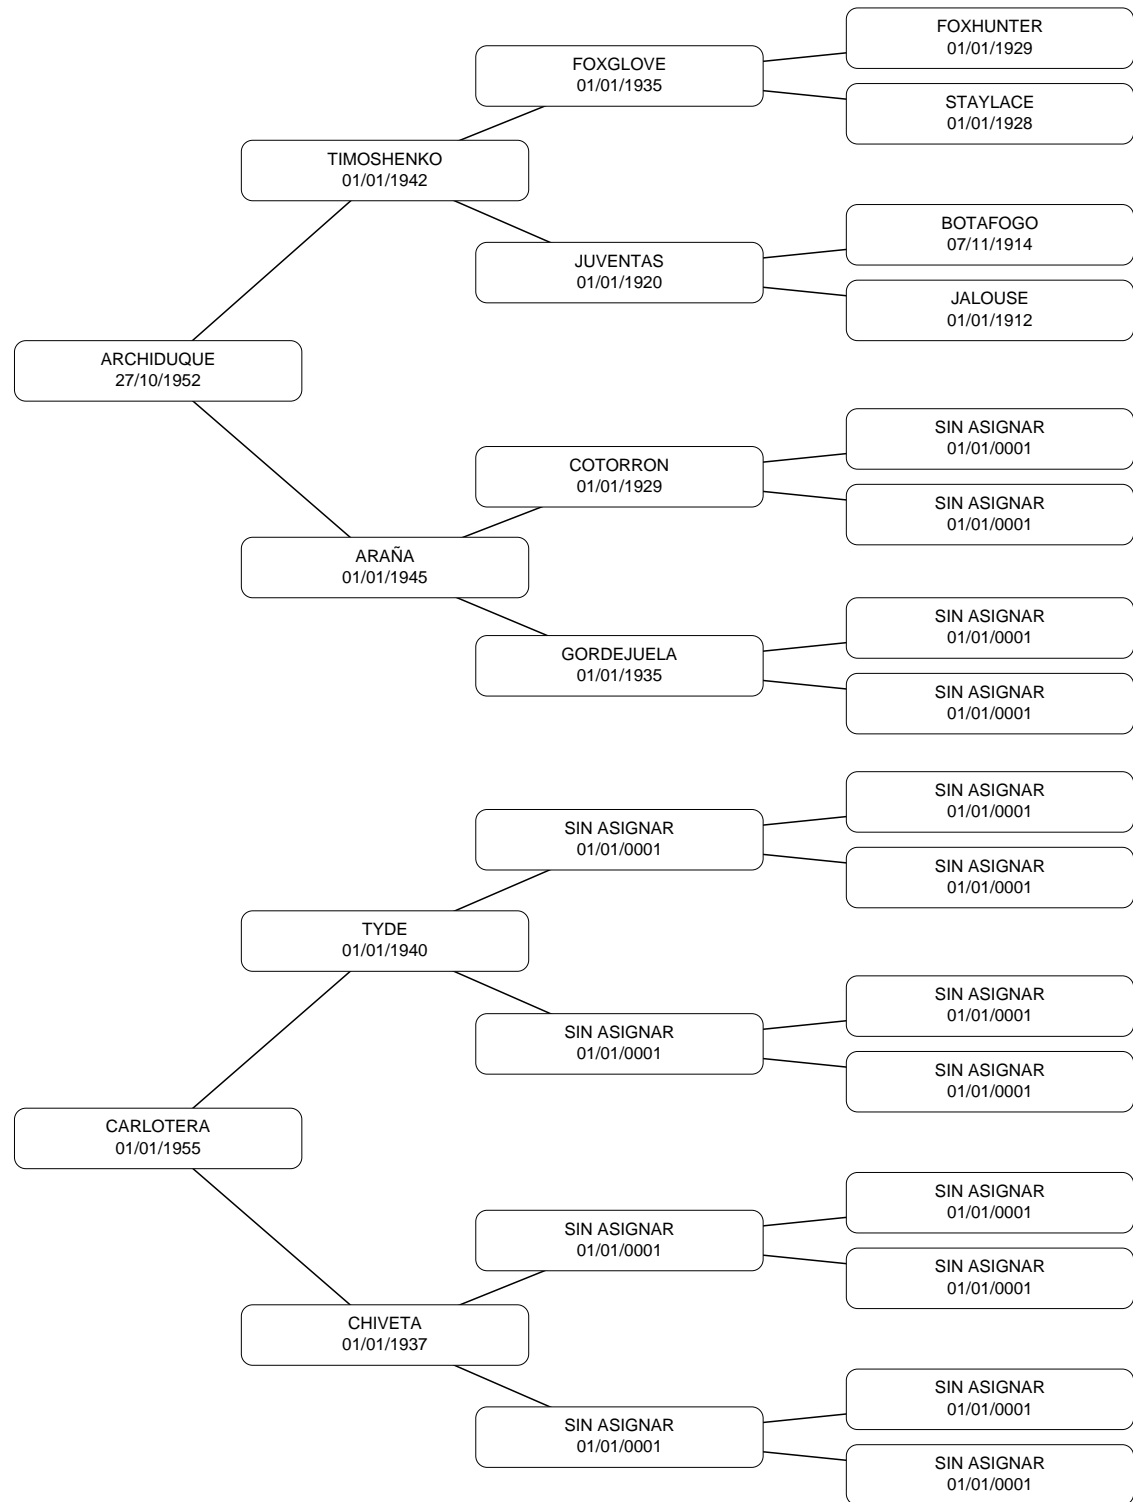 FOXHUNTER
01/01/1929
FOXGLOVE
01/01/1935
STAYLACE
01/01/1928
TIMOSHENKO
01/01/1942
BOTAFOGO
07/11/1914
JUVENTAS
01/01/1920
JALOUSE
01/01/1912
ARCHIDUQUE
27/10/1952
SIN ASIGNAR
01/01/0001
COTORRON
01/01/1929
SIN ASIGNAR
01/01/0001
ARAÑA
01/01/1945
SIN ASIGNAR
01/01/0001
GORDEJUELA
01/01/1935
SIN ASIGNAR
01/01/0001
SIN ASIGNAR
01/01/0001
SIN ASIGNAR
01/01/0001
SIN ASIGNAR
01/01/0001
TYDE
01/01/1940
SIN ASIGNAR
01/01/0001
SIN ASIGNAR
01/01/0001
SIN ASIGNAR
01/01/0001
CARLOTERA
01/01/1955
SIN ASIGNAR
01/01/0001
SIN ASIGNAR
01/01/0001
SIN ASIGNAR
01/01/0001
CHIVETA
01/01/1937
SIN ASIGNAR
01/01/0001
SIN ASIGNAR
01/01/0001
SIN ASIGNAR
01/01/0001